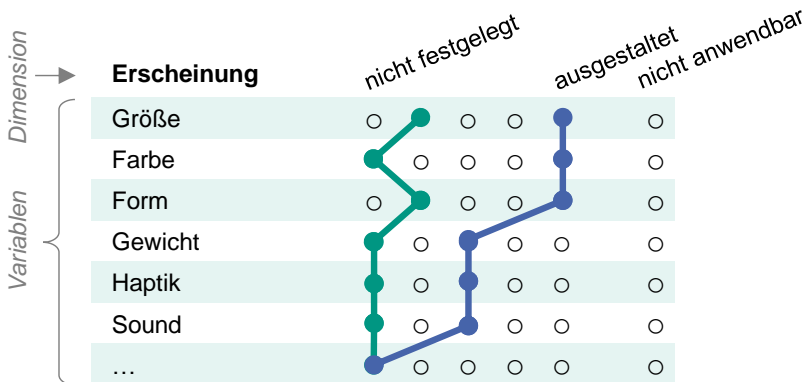 Dimension
Erscheinung
nicht festgelegt
ausgestaltet
nicht anwendbar
Variablen
Größe
Farbe
Form
Gewicht
Haptik
Sound
…